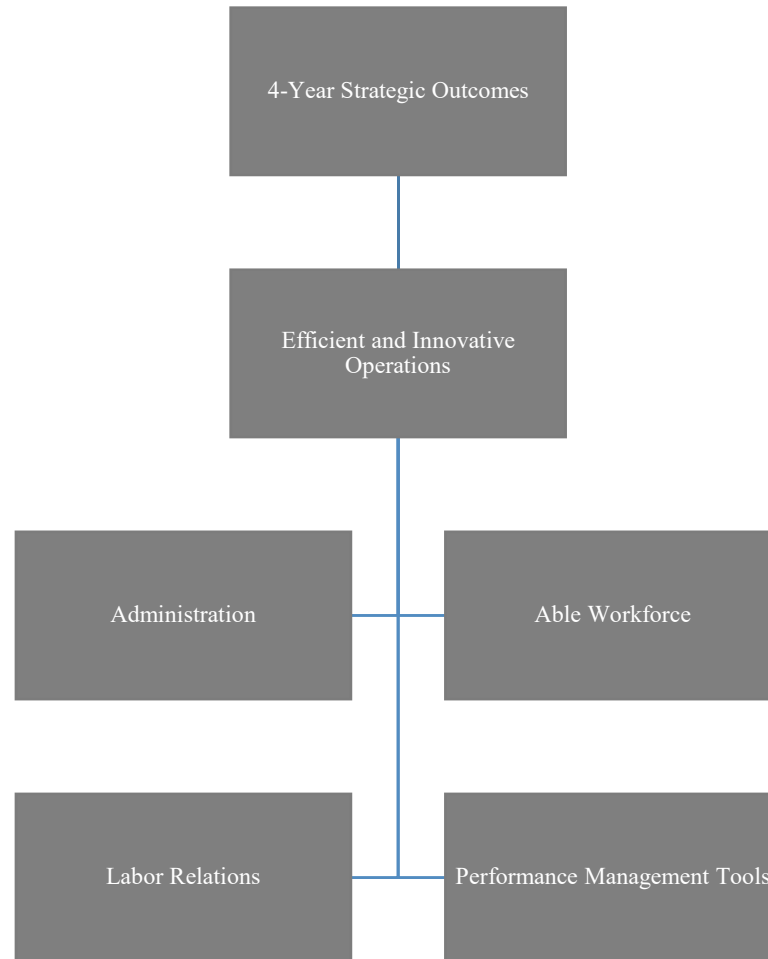 4-Year Strategic Outcomes
Efficient and Innovative
Operations
Administration
Able Workforce
Labor Relations
Performance Management Tools